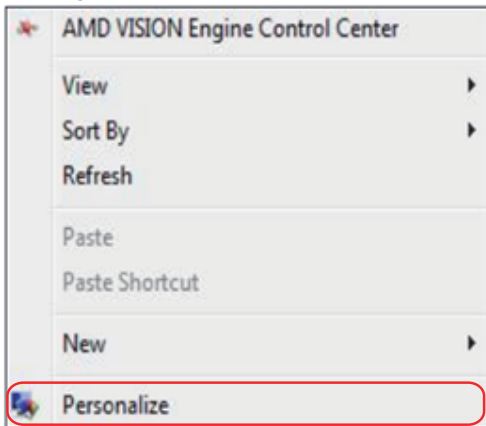 AMD VISION Engine Control Center
View
Sort By
Refresh
Paste
Paste Shortcut
New
Personalize